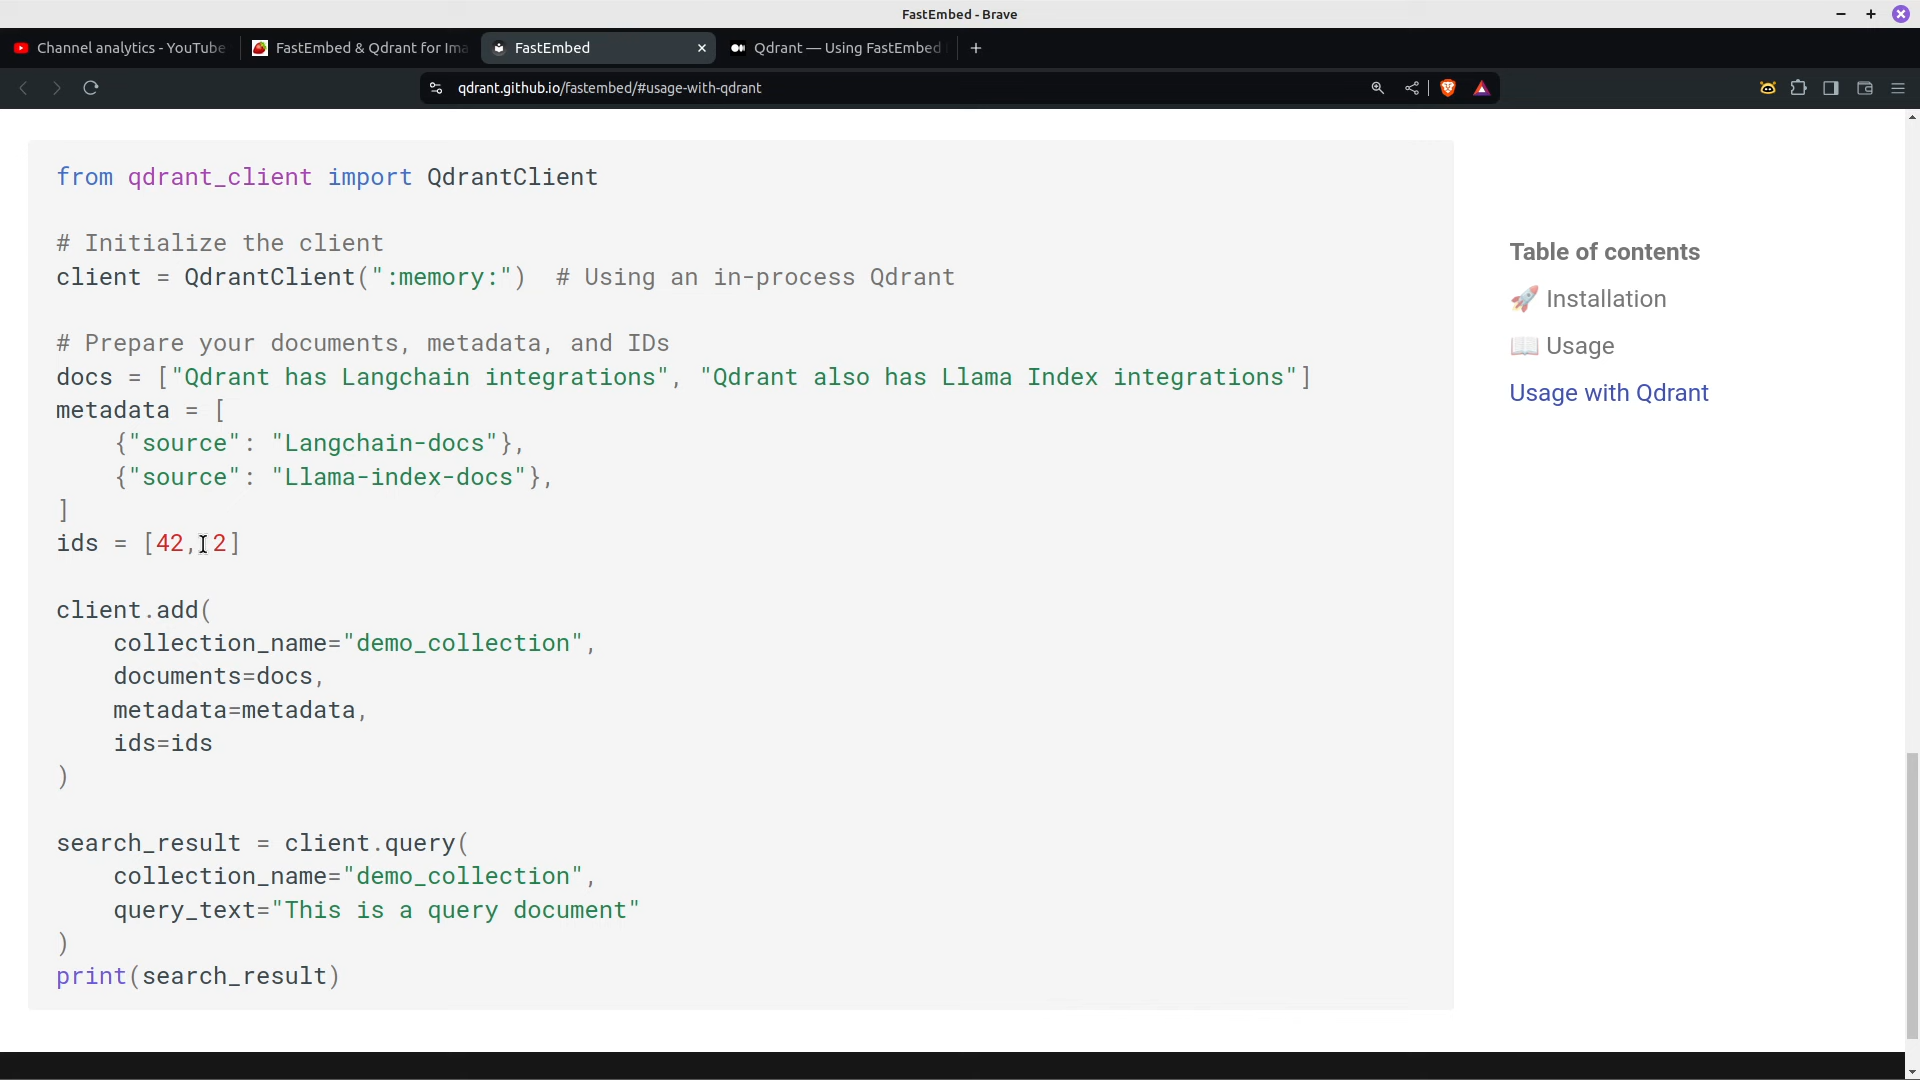 FastEmbed - Brave
Channel analytics - YouTube
FastEmbed & Qdrant for Ima
FastEmbed
Qdrant — Using FastEmbed
qdrant.github.io/fastembed/#usage-with-qdrant
from qdrant_client import QdrantClient
# Initialize the client
client = QdrantClient(":memory:")  # Using an in-process Qdrant
# Prepare your documents, metadata, and IDs
docs = ["Qdrant has Langchain integrations", "Qdrant also has Llama Index integrations"]
metadata = [
    {"source": "Langchain-docs"},
    {"source": "Llama-index-docs"},
]
ids = [42, 2]
client.add(
    collection_name="demo_collection",
    documents=docs,
    metadata=metadata,
    ids=ids
)
search_result = client.query(
    collection_name="demo_collection",
    query_text="This is a query document"
)
print(search_result)
Table of contents
🚀 Installation
📖 Usage
Usage with Qdrant